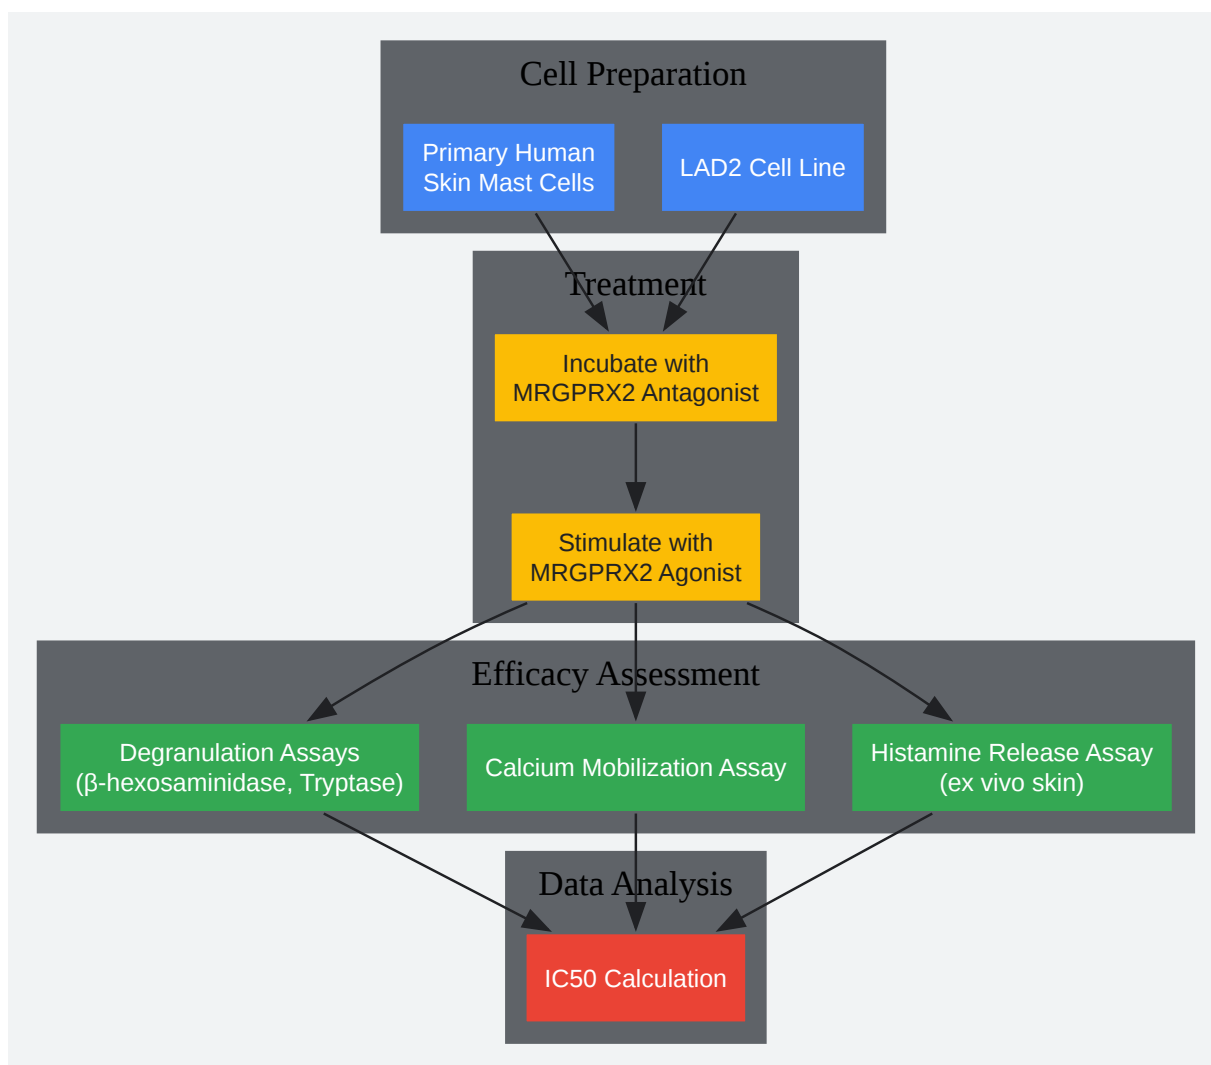 Cell Preparation
Primary Human
Skin Mast Cells
LAD2 Cell Line
Treatment
Incubate with
MRGPRX2 Antagonist
Stimulate with
MRGPRX2 Agonist
Efficacy Assessment
Degranulation Assays
(β-hexosaminidase, Tryptase)
Calcium Mobilization Assay
Histamine Release Assay
(ex vivo skin)
Data Analysis
IC50 Calculation